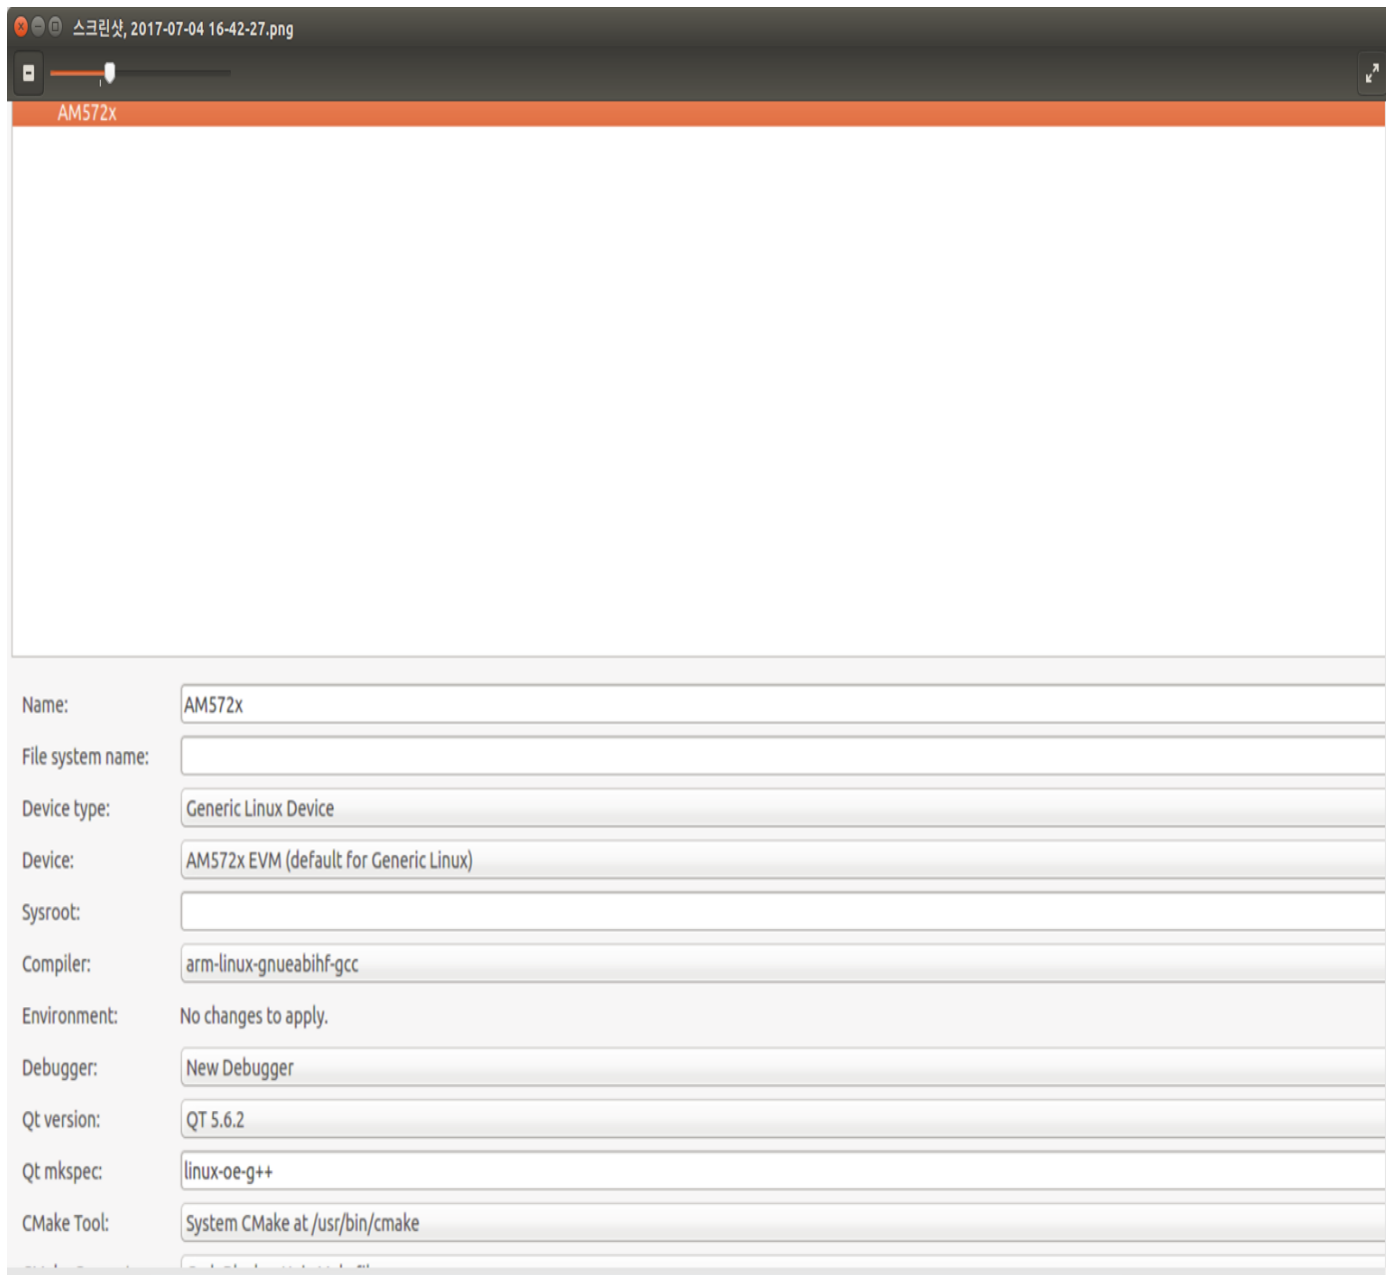 스크린샷, 2017-07-04 16-42-27.png
AM572x
Name: AM572x
File system name:
Device type: Generic Linux Device
Device: AM572x EVM (default for Generic Linux)
Sysroot:
Compiler: arm-linux-gnueabihf-gcc
Environment: No changes to apply.
Debugger: New Debugger
Qt version: QT 5.6.2
Qt mkspec: linux-oe-g++
CMake Tool: System CMake at /usr/bin/cmake